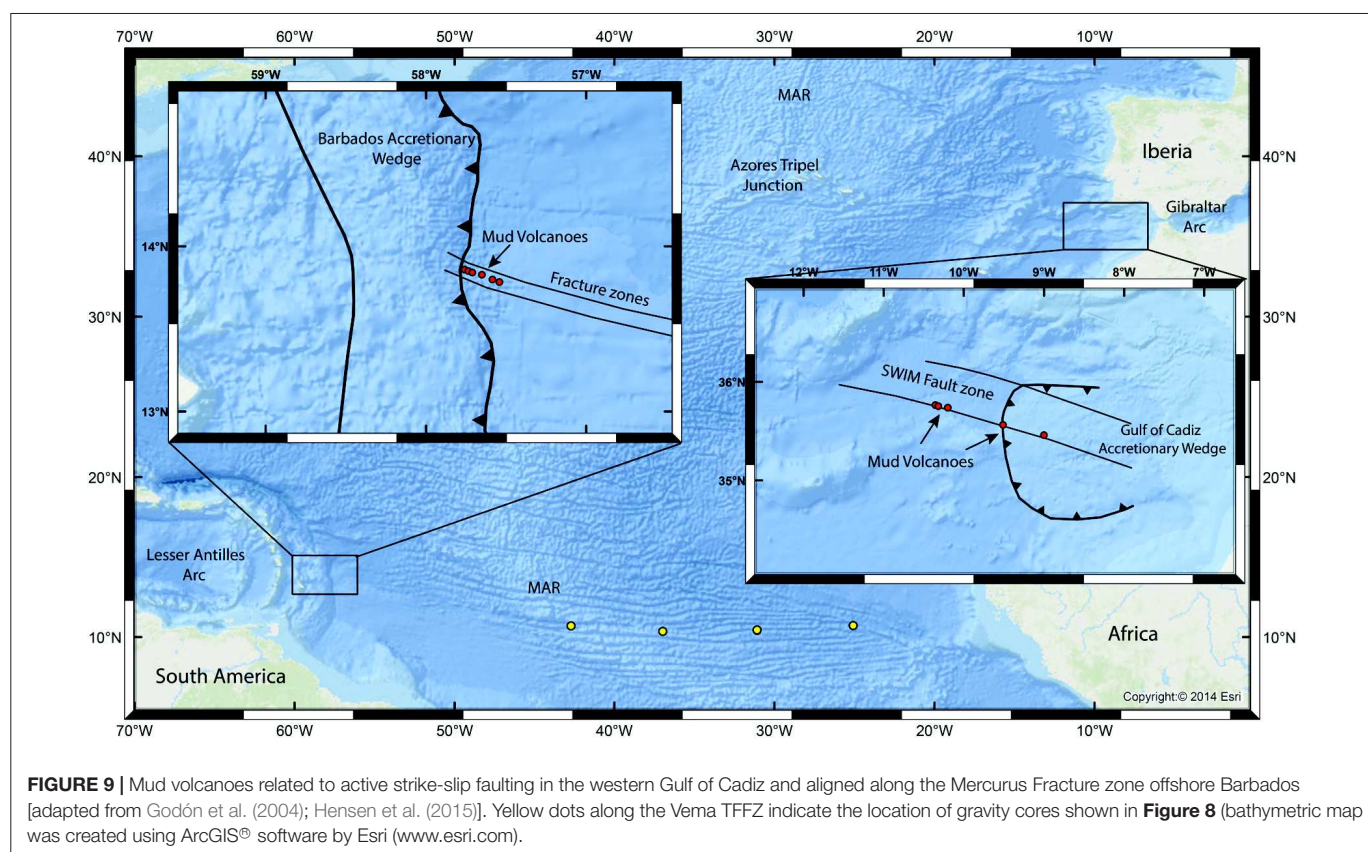 70°W 60°W 50°W 40°W 30°W 20°W 10°W
59°W 58°W 57°W
MAR
Barbados Accretionary
Wedge
40°N
Azores Tripel
Junction
Iberia
40°N
Gibraltar
Arc
14°N
Mud Volcanoes
Fracture zones
12°W 11°W 10°W 9°W 8°W 7°W
30°N
30°N
36°N
SWIM Fault zone
13°N
Gulf of Cadiz
Accretionary Wedge
Mud Volcanoes
35°N
20°N
20°N
Lesser Antilles
Arc
MAR
10°N
10°N
Africa
South America
Copyright:© 2014 Esri
70°W 60°W 50°W 40°W 30°W 20°W 10°W
FIGURE 9 | Mud volcanoes related to active strike-slip faulting in the western Gulf of Cadiz and aligned along the Mercurus Fracture zone offshore Barbados
[adapted from Godón et al. (2004); Hensen et al. (2015)]. Yellow dots along the Vema TFFZ indicate the location of gravity cores shown in Figure 8 (bathymetric map
was created using ArcGIS® software by Esri (www.esri.com).